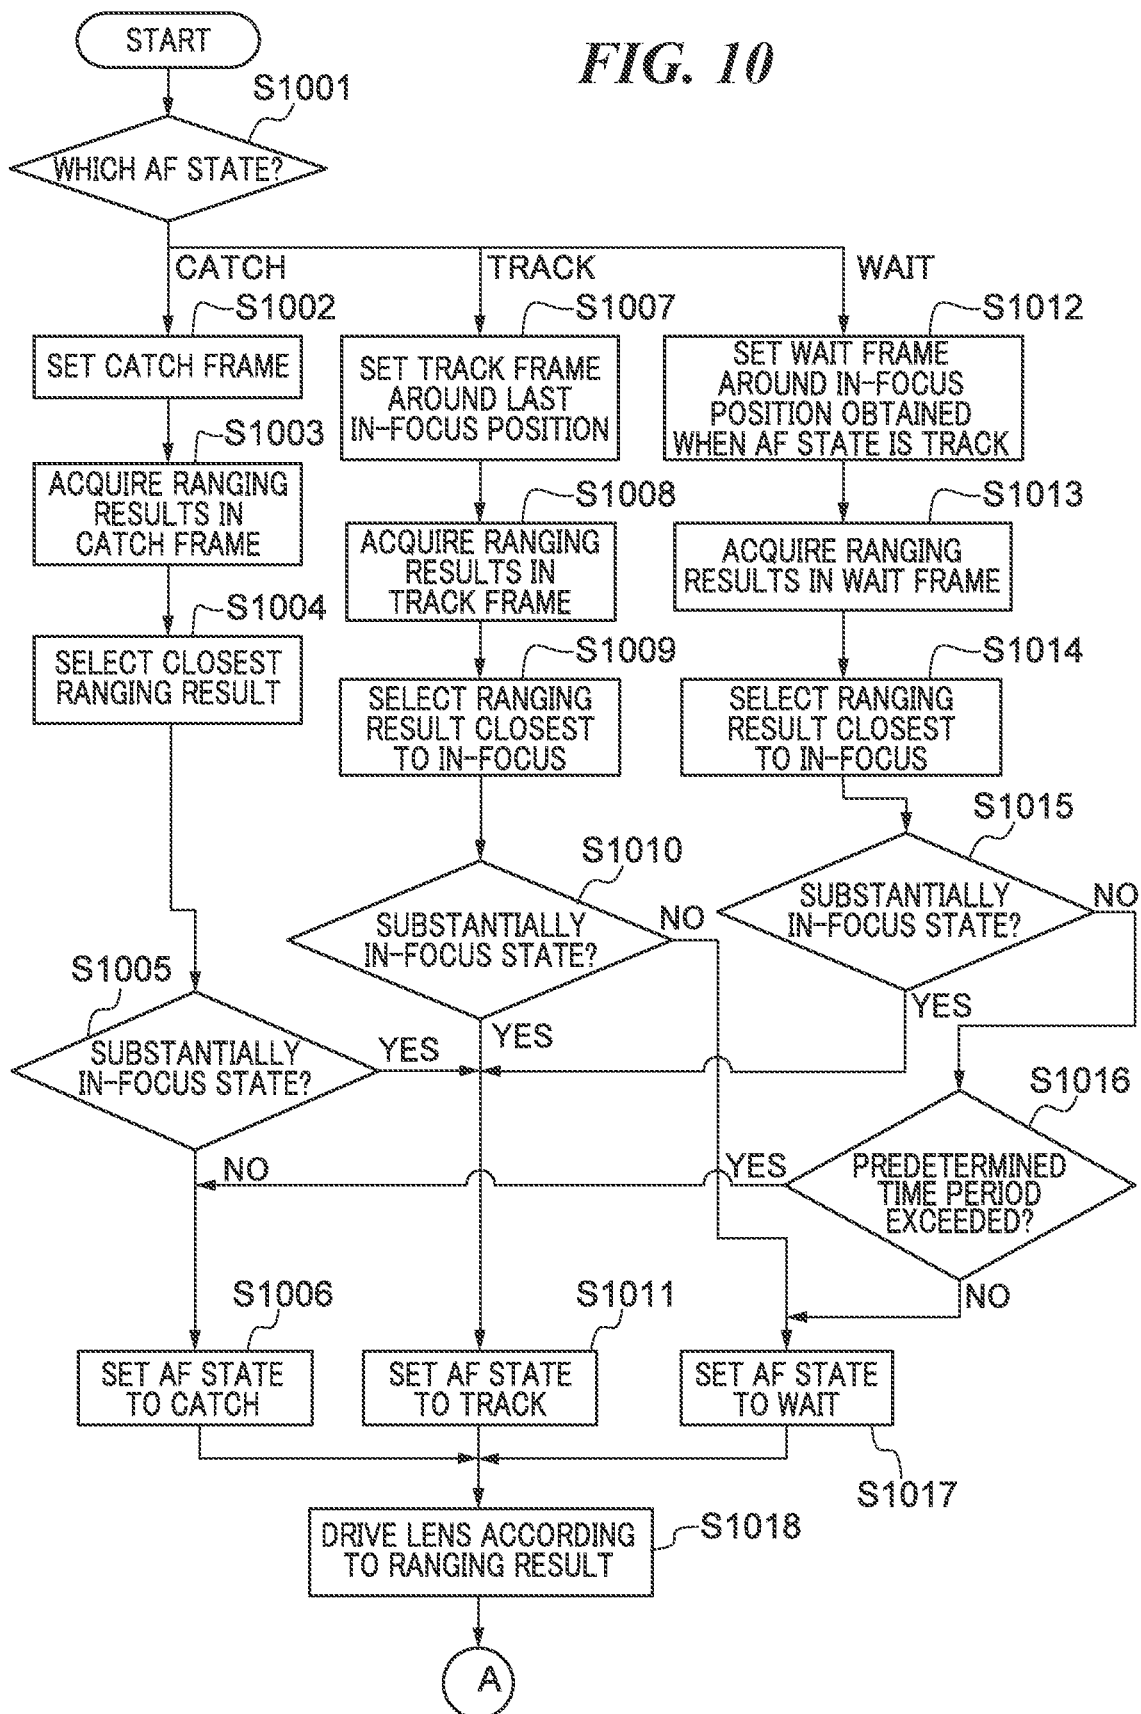 START
FIG. 10
S1001
WHICH AF STATE?
CATCH
TRACK
WAIT
S1002
SET CATCH FRAME
S1003
ACQUIRE RANGING
RESULTS IN
CATCH FRAME
S1004
SELECT CLOSEST
RANGING RESULT
S1005
SUBSTANTIALLY
IN-FOCUS STATE?
YES
NO
S1006
SET AF STATE
TO CATCH
S1007
SET TRACK FRAME
AROUND LAST
IN-FOCUS POSITION
S1008
ACQUIRE RANGING
RESULTS IN
TRACK FRAME
S1009
SELECT RANGING
RESULT CLOSEST
TO IN-FOCUS
S1010
SUBSTANTIALLY
IN-FOCUS STATE?
NO
YES
S1011
SET AF STATE
TO TRACK
S1012
SET WAIT FRAME
AROUND IN-FOCUS
POSITION OBTAINED
WHEN AF STATE IS TRACK
S1013
ACQUIRE RANGING
RESULTS IN WAIT FRAME
S1014
SELECT RANGING
RESULT CLOSEST
TO IN-FOCUS
S1015
SUBSTANTIALLY
IN-FOCUS STATE?
NO
YES
S1016
PREDETERMINED
TIME PERIOD
EXCEEDED?
YES
NO
SET AF STATE
TO WAIT
S1017
DRIVE LENS ACCORDING
TO RANGING RESULT
S1018
A